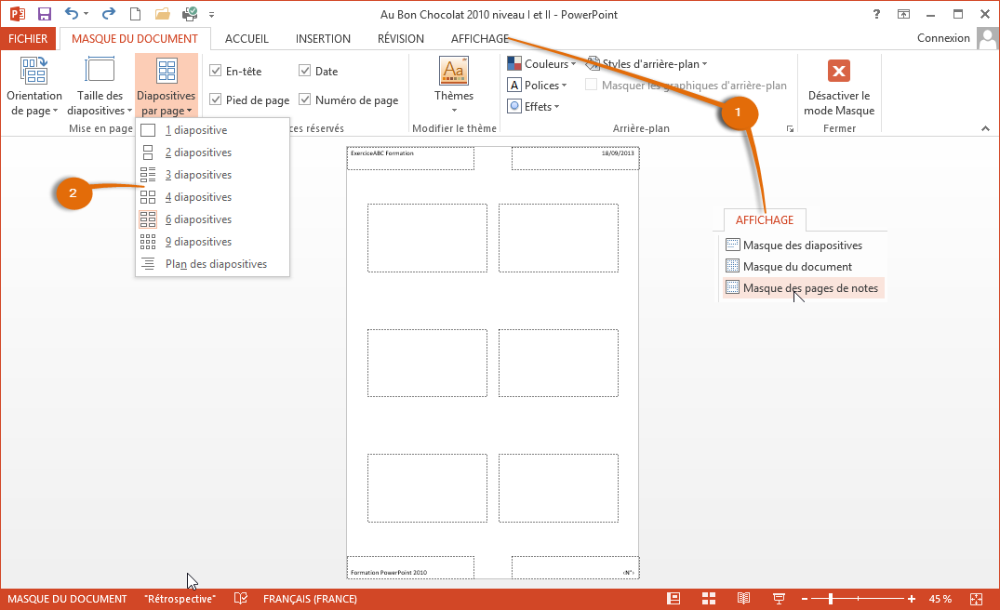 Au Bon Chocolat 2010 niveau I et II - PowerPoint
?
FICHIER
MASQUE DU DOCUMENT
ACCUEIL
INSERTION
RÉVISION
AFFICHAGE
Connexion
Orientation
de page
Taille des
diapositives
Diapositives
par page
En-tête
Date
Pied de page
Numéro de page
Aa
Thèmes
Couleurs
A Polices
Effets
Styles d'arrière-plan
Masquer les graphiques d'arrière-plan
Désactiver le
mode Masque
Mise en page
ces réservés
Modifier le thème
Arrière-plan
Fermer
1
1 diapositive
2 diapositives
3 diapositives
4 diapositives
6 diapositives
9 diapositives
Plan des diapositives
2
ExerciceABC Formation
18/09/2013
AFFICHAGE
Masque des diapositives
Masque du document
Masque des pages de notes
Formation PowerPoint 2010
‹N°›
MASQUE DU DOCUMENT
"Rétrospective"
FRANÇAIS (FRANCE)
45 %